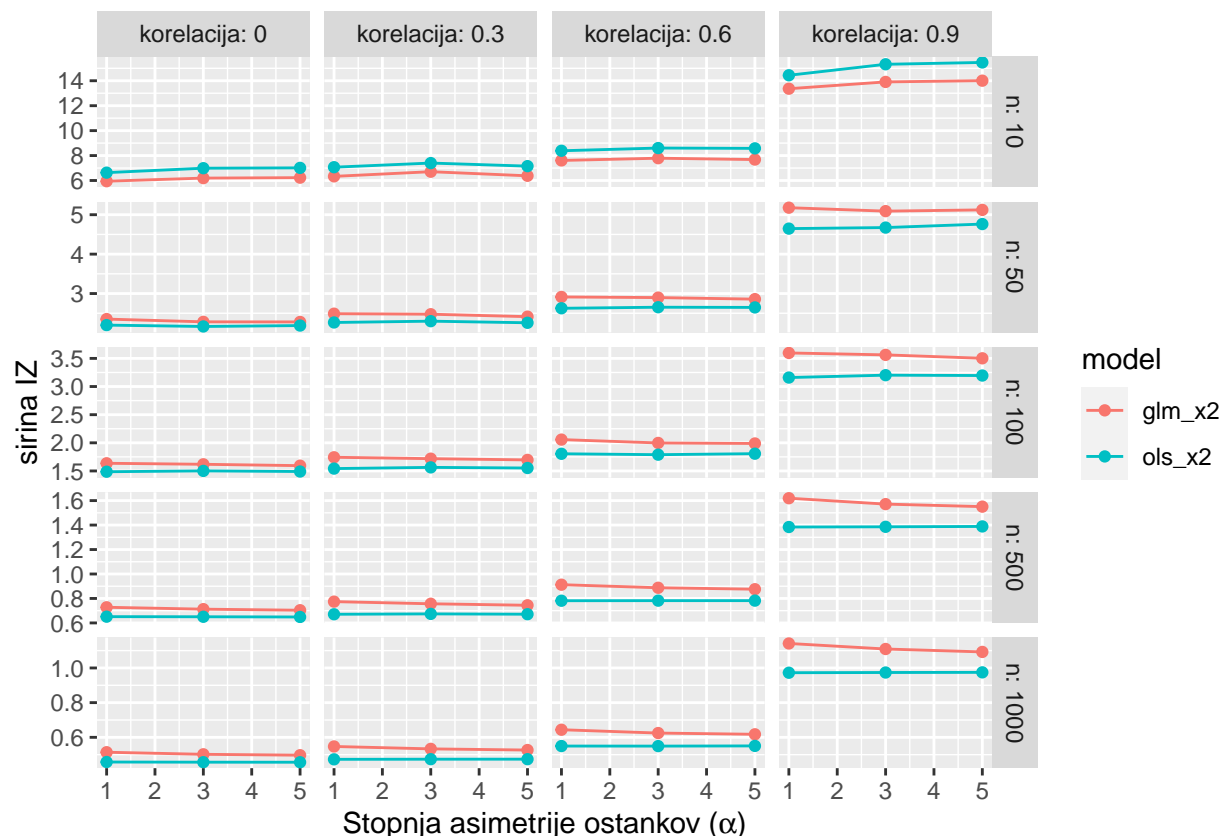 korelacija: 0 korelacija: 0.3 korelacija: 0.6 korelacija: 0.9
14
12
10
8
6
n: 10
5
4
3
n: 50
3.5
3.0
2.5
2.0
1.5
n: 100
1.6
1.4
1.2
1.0
0.8
0.6
n: 500
1.0
0.8
0.6
n: 1000
1 2 3 4 5 1 2 3 4 5 1 2 3 4 5 1 2 3 4 5
sirina IZ
Stopnja asimetrije ostankov (α)
model
glm_x2
ols_x2